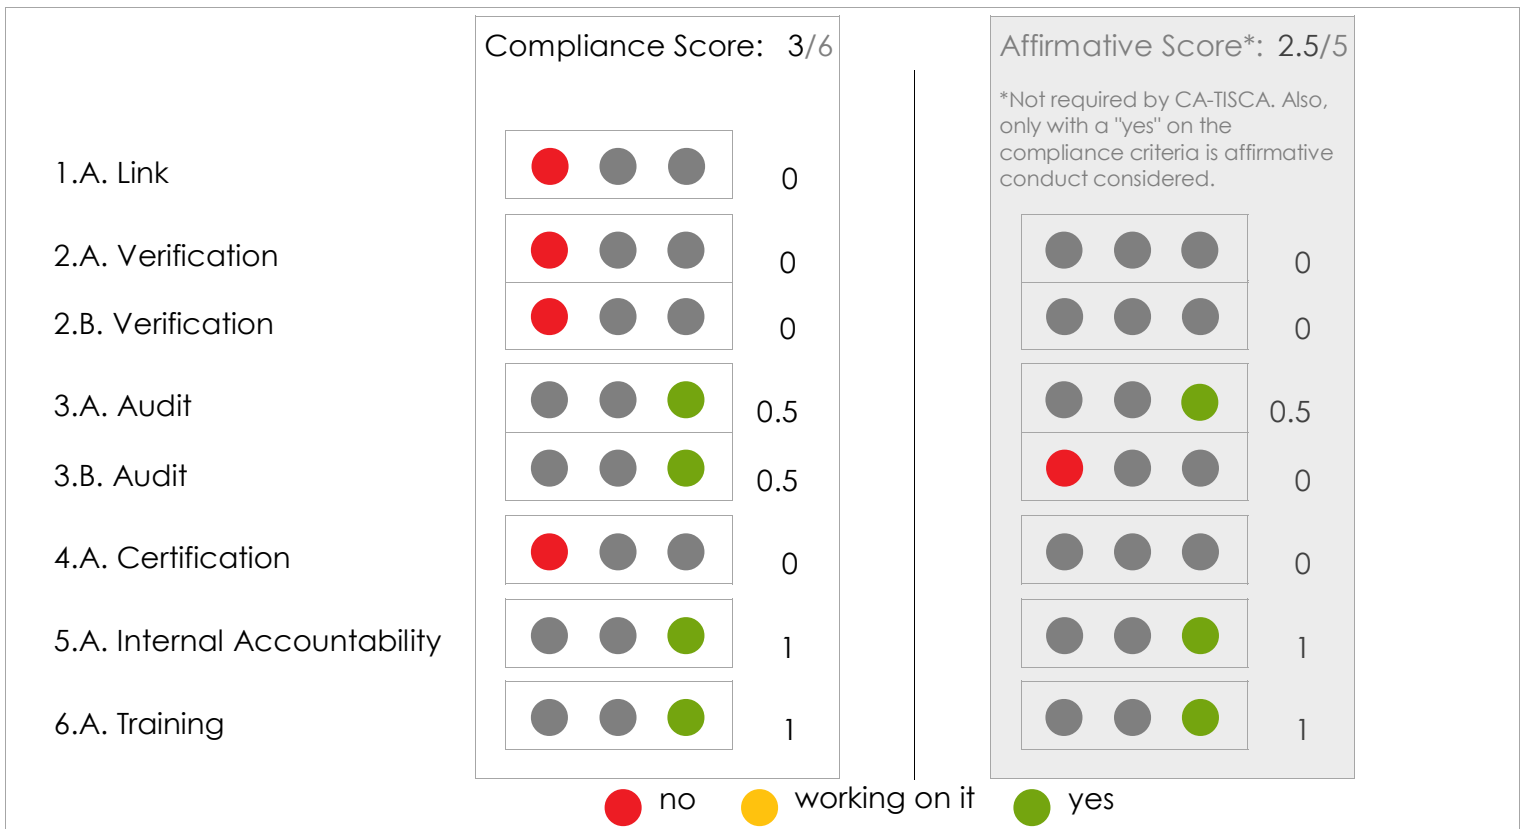 Compliance Score: 3/6
Affirmative Score*: 2.5/5
*Not required by CA-TISCA. Also,
only with a "yes" on the
compliance criteria is affirmative
conduct considered.
1.A. Link 0
2.A. Verification 0 0
2.B. Verification 0 0
3.A. Audit 0.5 0.5
3.B. Audit 0.5 0
4.A. Certification 0 0
5.A. Internal Accountability 1 1
6.A. Training 1 1
no working on it yes